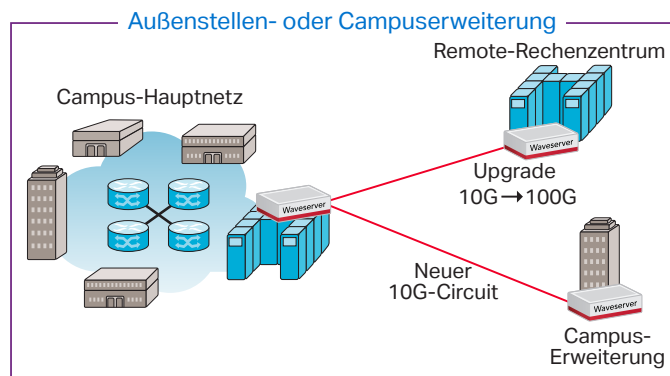 Außenstellen- oder Campuserweiterung
Remote-Rechenzentrum
Campus-Hauptnetz
Waveserver
Upgrade
10G→100G
Waveserver
Neuer
10G-Circuit
Waveserver
Campus-
Erweiterung